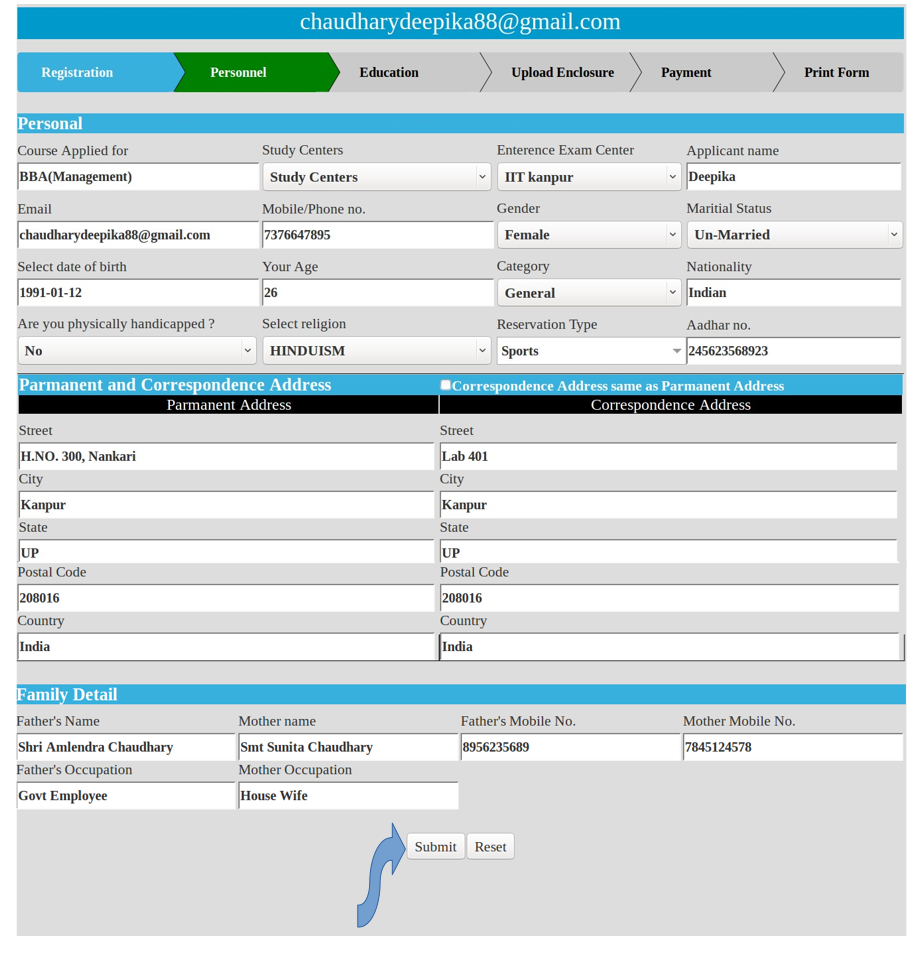 chaudharydeepika88@gmail.com
Registration Personnel Education Upload Enclosure Payment Print Form
Personal
Course Applied for Study Centers Enterence Exam Center Applicant name
BBA(Management) Study Centers IIT kanpur Deepika
Email Mobile/Phone no. Gender Maritial Status
chaudharydeepika88@gmail.com 7376647895 Female Un-Married
Select date of birth Your Age Category Nationality
1991-01-12 26 General Indian
Are you physically handicapped ? Select religion Reservation Type Aadhar no.
No HINDUISM Sports 245623568923
Parmanent and Correspondence Address Correspondence Address same as Parmanent Address
Parmanent Address Correspondence Address
Street Street
H.NO. 300, Nankari Lab 401
City City
Kanpur Kanpur
State State
UP UP
Postal Code Postal Code
208016 208016
Country Country
India India
Family Detail
Father's Name Mother name Father's Mobile No. Mother Mobile No.
Shri Amlendra Chaudhary Smt Sunita Chaudhary 8956235689 7845124578
Father's Occupation Mother Occupation
Govt Employee House Wife
Submit Reset